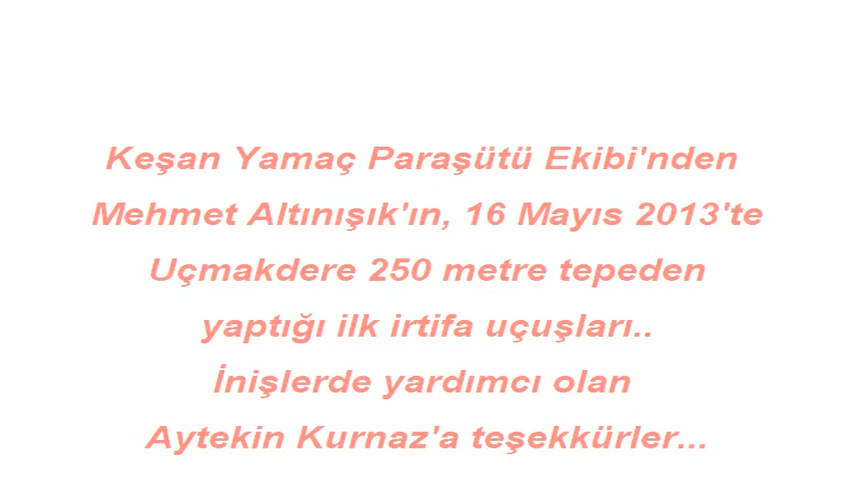 Keşan Yamaç Paraşütü Ekibi'nden
Mehmet Altınışık'ın, 16 Mayıs 2013'te
Uçmakdere 250 metre tepeden
yaptığı ilk irtifa uçuşları..
İnişlerde yardımcı olan
Aytekin Kurnaz'a teşekkürler...